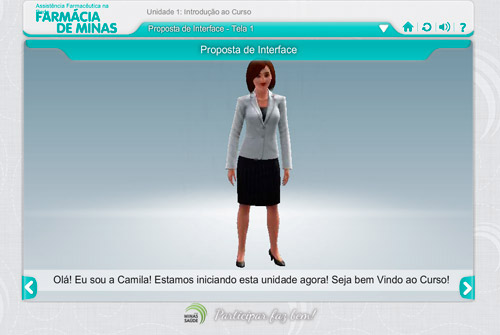 Assistência Farmacêutica na
FARMÁCIA
DE MINAS
Unidade 1: Introdução ao Curso
Proposta de Interface - Tela 1
?
Proposta de Interface
Olá! Eu sou a Camila! Estamos iniciando esta unidade agora! Seja bem Vindo ao Curso!
MINAS
SAÚDE
Participar faz bem!